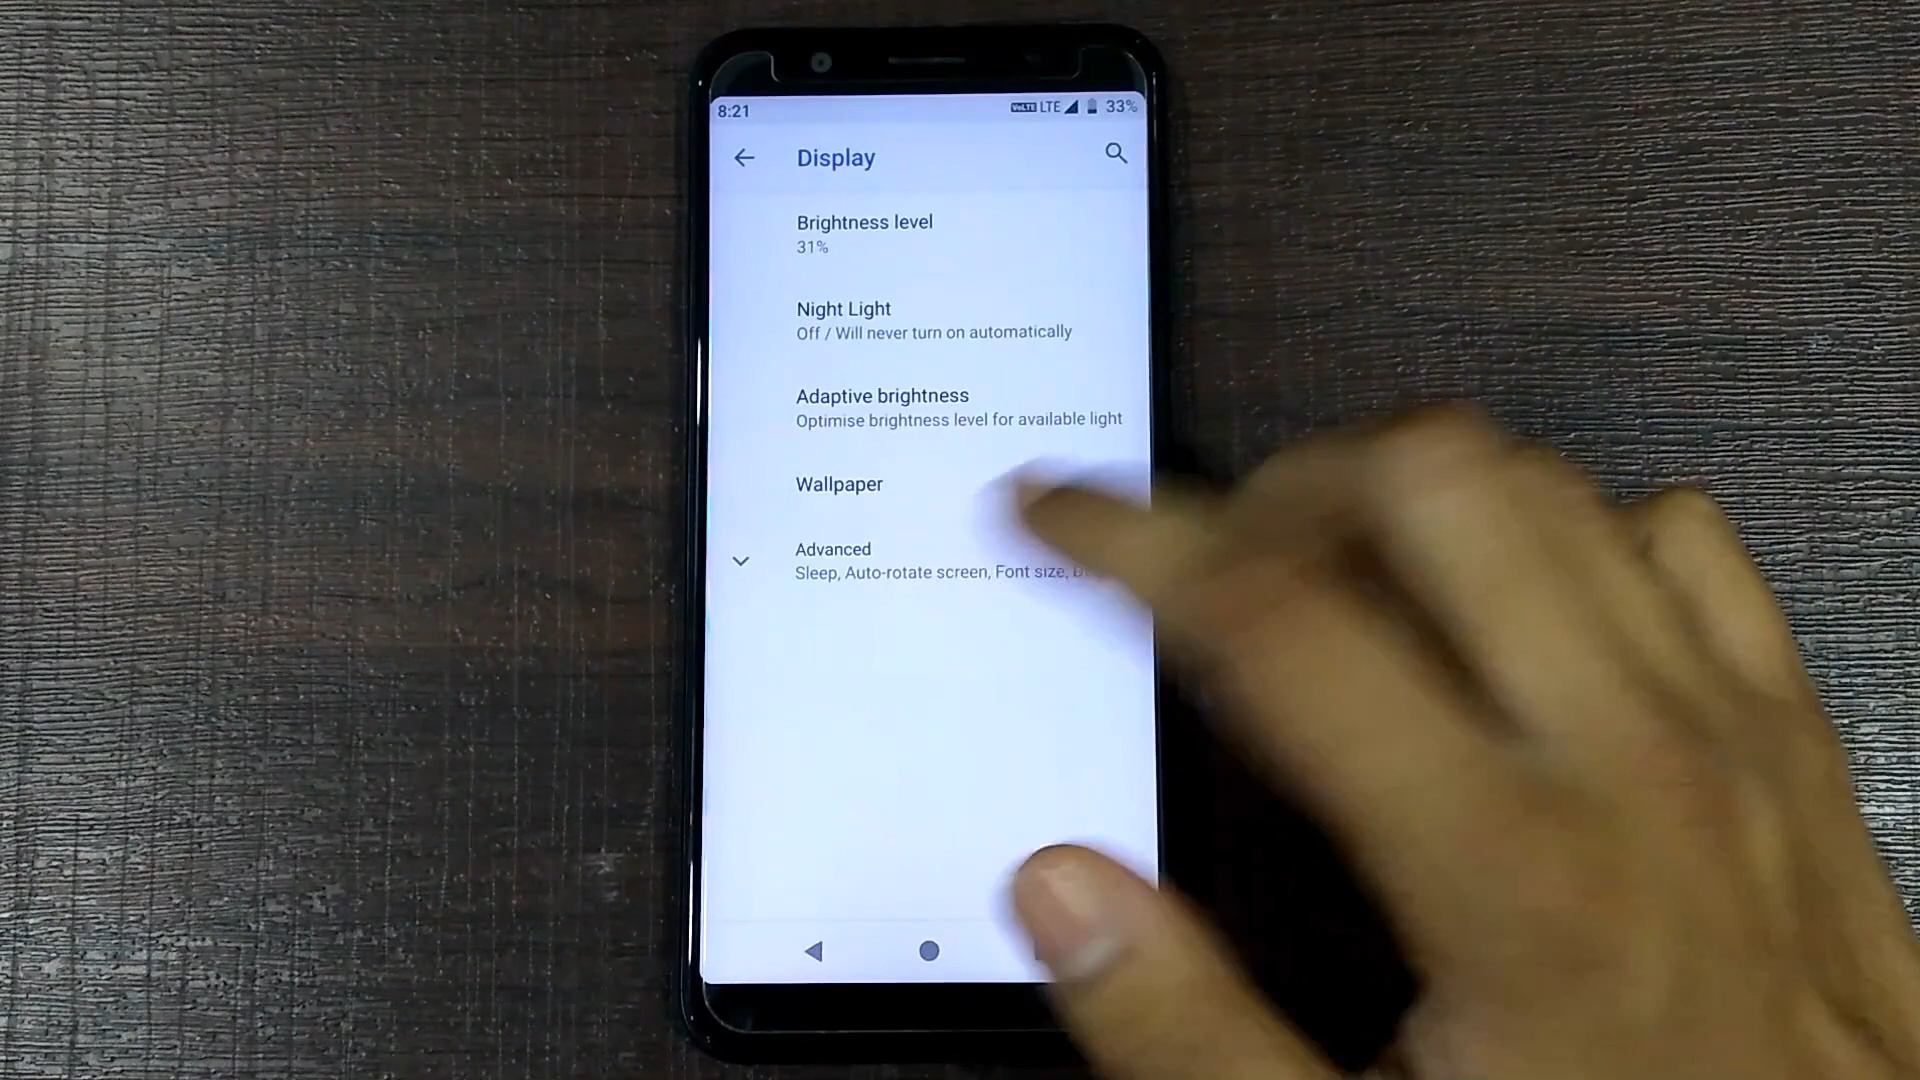 8:21
VoLTE LTE 33%
Display
Brightness level
31%
Night Light
Off / Will never turn on automatically
Adaptive brightness
Optimise brightness level for available light
Wallpaper
Advanced
Sleep, Auto-rotate screen, Font size,